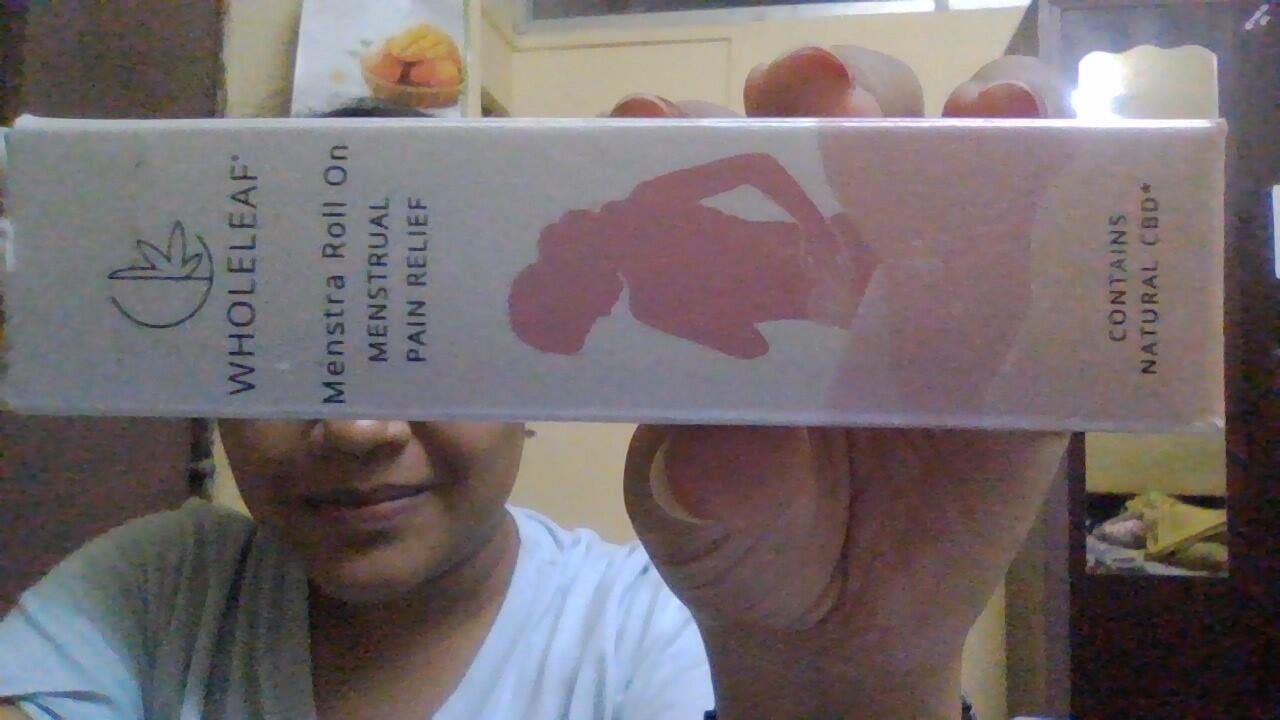 WHOLELEAF®
Menstra Roll On
MENSTRUAL
PAIN RELIEF
CONTAINS
NATURAL CBD*